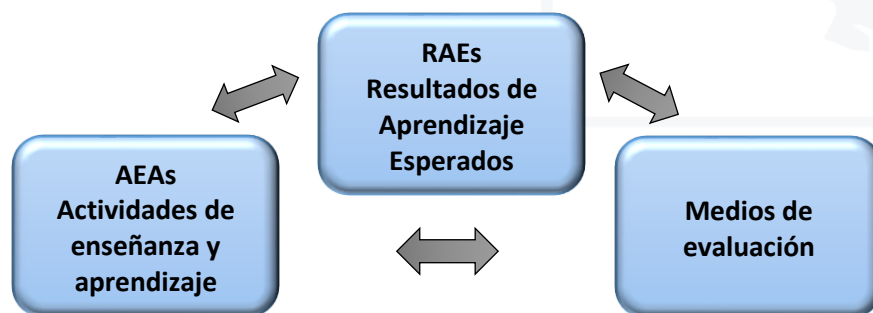 RAEs
Resultados de
Aprendizaje
Esperados
AEAs
Actividades de
enseñanza y
aprendizaje
Medios de
evaluación